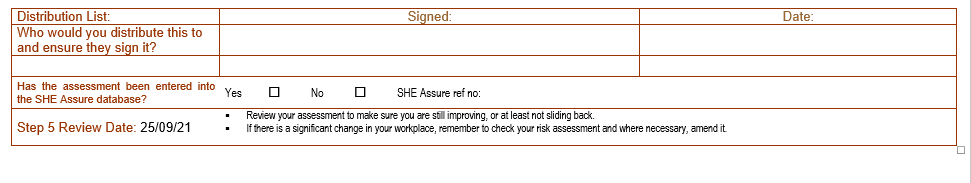 Distribution List: Signed: Date:
Who would you distribute this to
and ensure they sign it?
Has the assessment been entered into
the SHE Assure database?
Yes ☐ No ☐ SHE Assure ref no:
Step 5 Review Date: 25/09/21
▪ Review your assessment to make sure you are still improving, or at least not sliding back.
▪ If there is a significant change in your workplace, remember to check your risk assessment and where necessary, amend it.